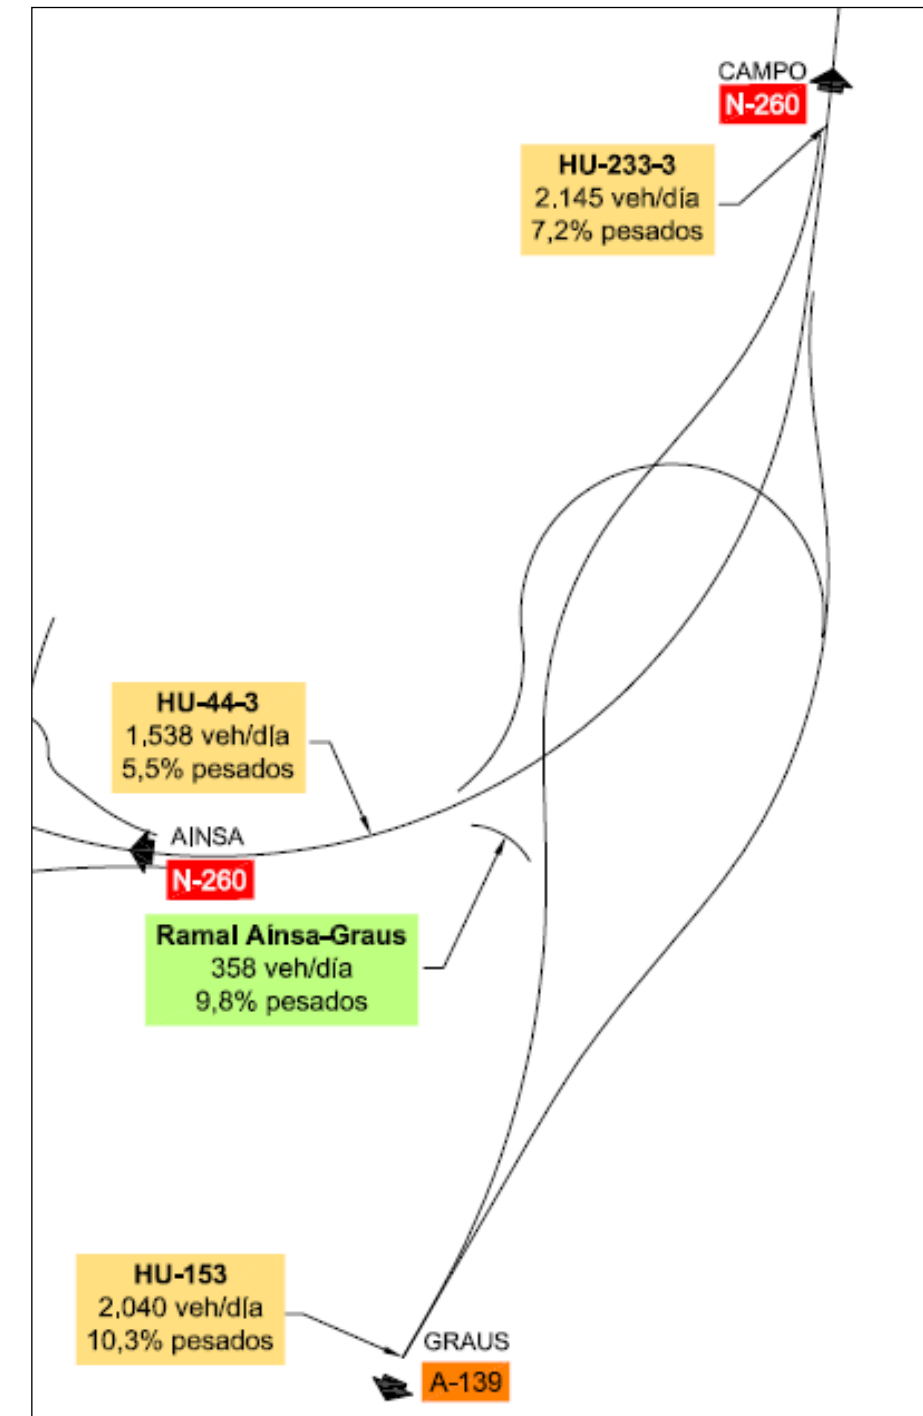 CAMPO
N-260
HU-233-3
2.145 veh/día
7,2% pesados
HU-44-3
1.538 veh/día
5,5% pesados
AINSA
N-260
Ramal Aínsa-Graus
358 veh/día
9,8% pesados
HU-153
2.040 veh/día
10,3% pesados
GRAUS
A-139